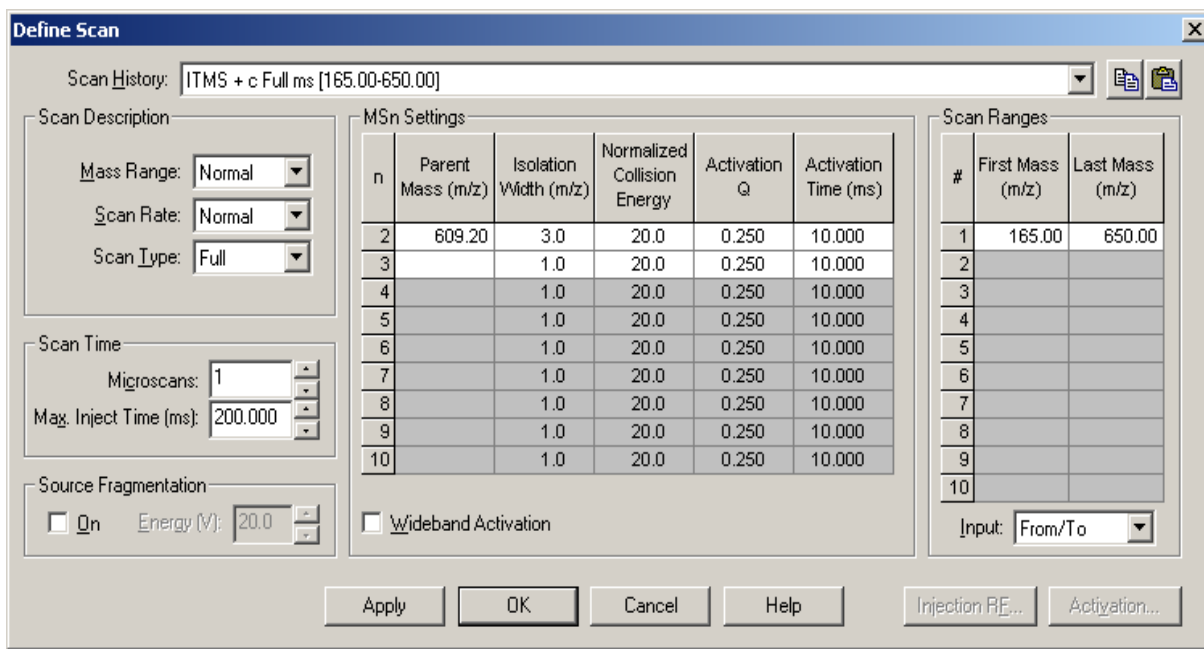 Define Scan
Scan History: ITMS + c Full ms [165.00-650.00]
Scan Description
Mass Range: Normal
Scan Rate: Normal
Scan Type: Full
Scan Time
Microscans: 1
Max. Inject Time (ms): 200.000
Source Fragmentation
On Energy (V): 20.0
MSn Settings
n Parent Mass (m/z) Isolation Width (m/z) Normalized Collision Energy Activation Q Activation Time (ms)
2 609.20 3.0 20.0 0.250 10.000
3 1.0 20.0 0.250 10.000
4 1.0 20.0 0.250 10.000
5 1.0 20.0 0.250 10.000
6 1.0 20.0 0.250 10.000
7 1.0 20.0 0.250 10.000
8 1.0 20.0 0.250 10.000
9 1.0 20.0 0.250 10.000
10 1.0 20.0 0.250 10.000
Wideband Activation
Scan Ranges
# First Mass (m/z) Last Mass (m/z)
1 165.00 650.00
2
3
4
5
6
7
8
9
10
Input: From/To
Apply OK Cancel Help Injection RF... Activation...